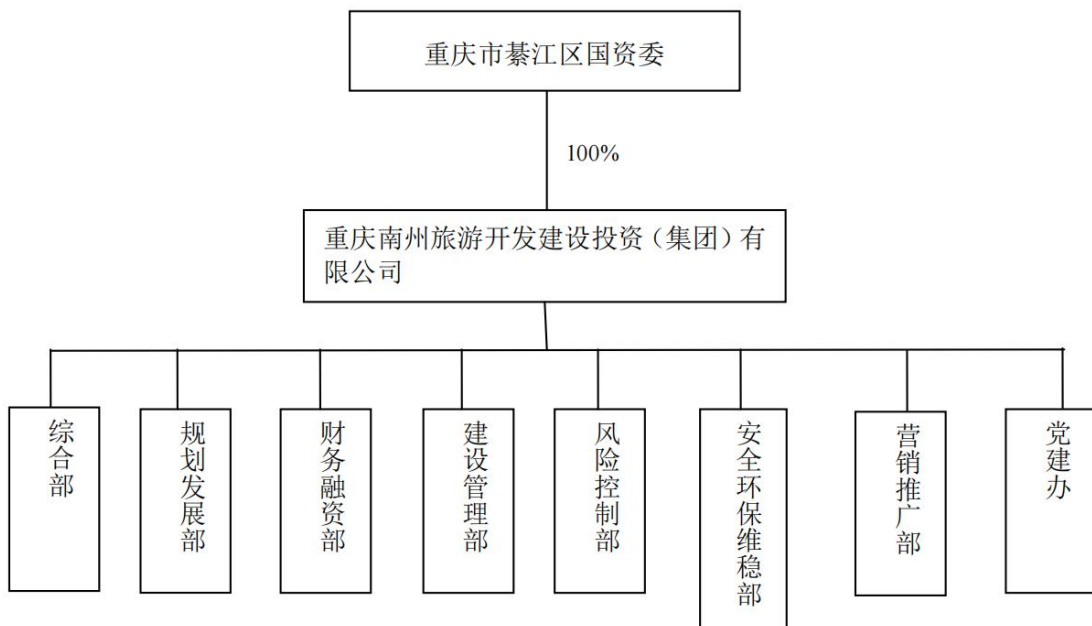 重庆市綦江区国资委
100%
重庆南州旅游开发建设投资（集团）有
限公司
综合部
规划发展部
财务融资部
建设管理部
风险控制部
安全环保维稳部
营销推广部
党建办